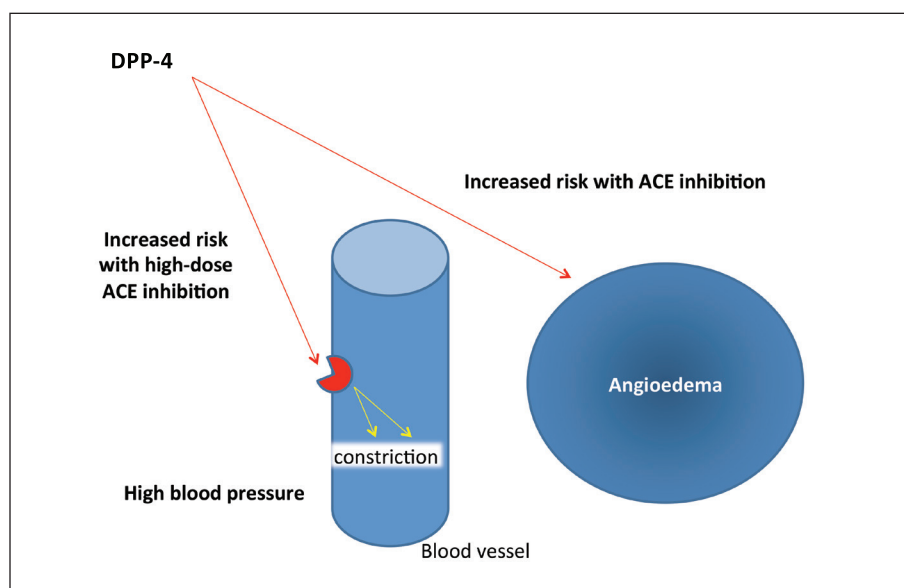 DPP-4
Increased risk with ACE inhibition
Increased risk
with high-dose
ACE inhibition
Angioedema
constriction
High blood pressure
Blood vessel